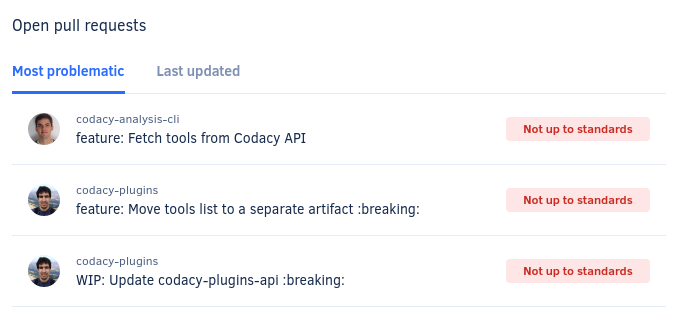 Open pull requests
Most problematic Last updated
codacy-analysis-cli
feature: Fetch tools from Codacy API
Not up to standards
codacy-plugins
feature: Move tools list to a separate artifact :breaking:
Not up to standards
codacy-plugins
WIP: Update codacy-plugins-api :breaking:
Not up to standards